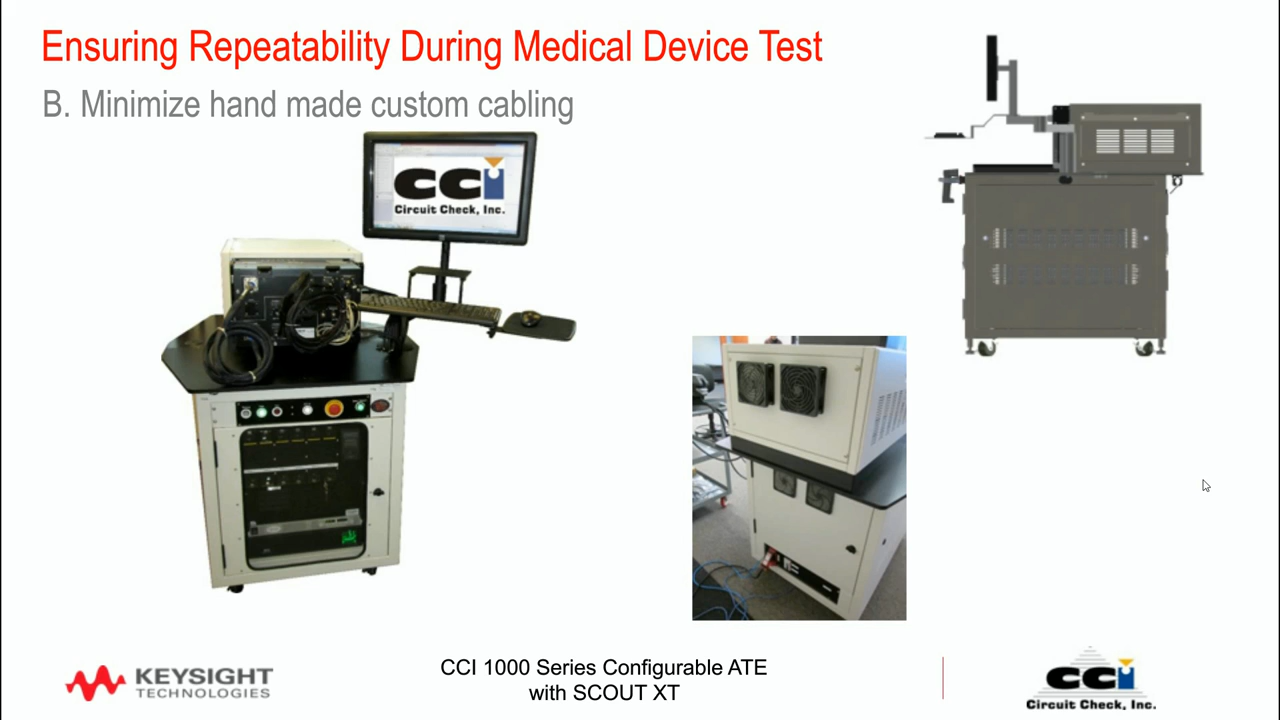 Ensuring Repeatability During Medical Device Test
B. Minimize hand made custom cabling
CCi
Circuit Check, Inc.
KEYSIGHT
TECHNOLOGIES
CCI 1000 Series Configurable ATE
with SCOUT XT
CCi
Circuit Check, Inc.